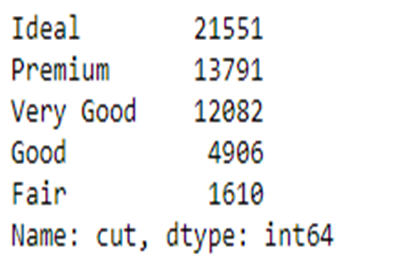 Ideal        21551
Premium      13791
Very Good    12082
Good          4906
Fair          1610
Name: cut, dtype: int64